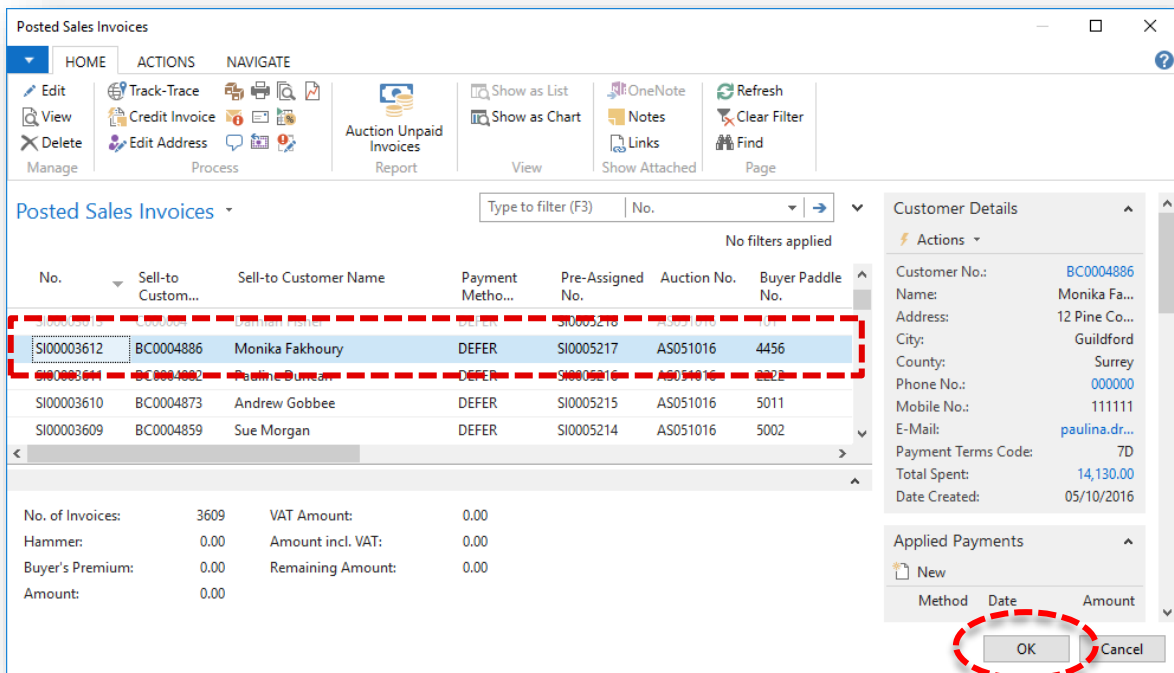 Posted Sales Invoices
HOME ACTIONS NAVIGATE
Edit Track-Trace Show as List OneNote Refresh
View Credit Invoice Auction Unpaid Invoices Show as Chart Notes Clear Filter
Delete Edit Address Links Find
Manage Process Report View Show Attached Page
Posted Sales Invoices Type to filter (F3) No.
No filters applied
No. Sell-to Custom... Sell-to Customer Name Payment Metho... Pre-Assigned No. Auction No. Buyer Paddle No.
SI00003612 BC0004886 Monika Fakhoury DEFER SI0005217 AS051016 4456
SI00003610 BC0004873 Andrew Gobbee DEFER SI0005215 AS051016 5011
SI00003609 BC0004859 Sue Morgan DEFER SI0005214 AS051016 5002
No. of Invoices: 3609 VAT Amount: 0.00
Hammer: 0.00 Amount incl. VAT: 0.00
Buyer's Premium: 0.00 Remaining Amount: 0.00
Amount: 0.00
Customer Details
Actions
Customer No.: BC0004886
Name: Monika Fa...
Address: 12 Pine Co...
City: Guildford
County: Surrey
Phone No.: 000000
Mobile No.: 111111
E-Mail: paulina.dr...
Payment Terms Code: 7D
Total Spent: 14,130.00
Date Created: 05/10/2016
Applied Payments
New
Method Date Amount
OK Cancel